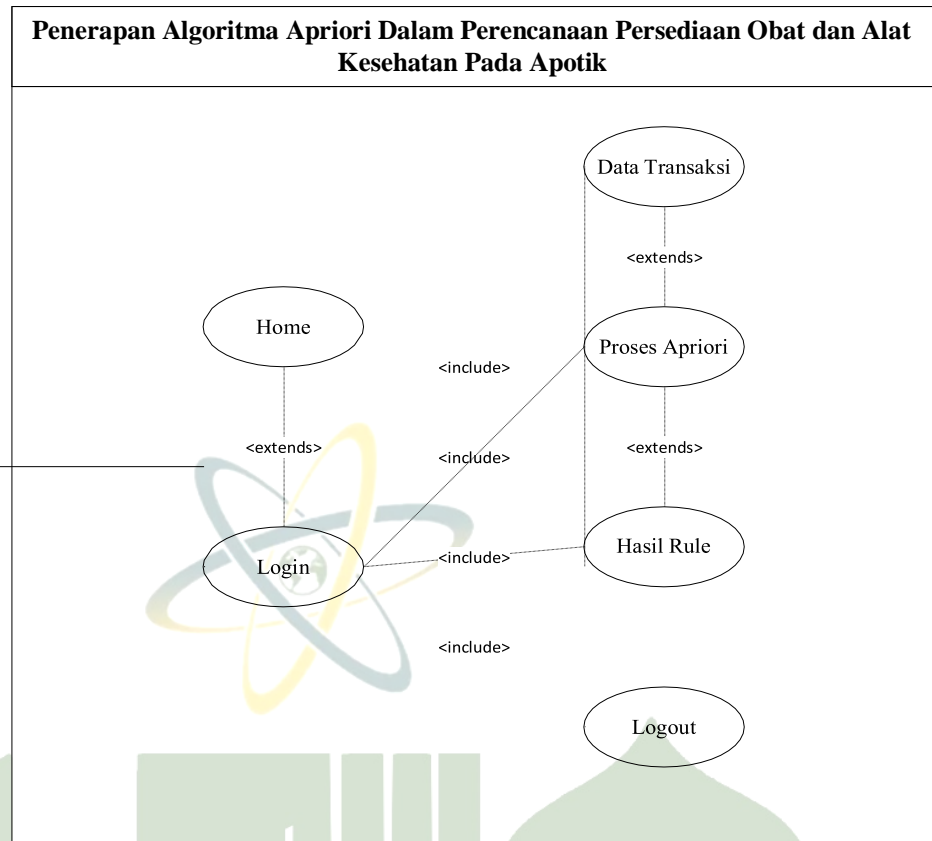 Penerapan Algoritma Apriori Dalam Perencanaan Persediaan Obat dan Alat
Kesehatan Pada Apotik
Data Transaksi
<extends>
Home
Proses Apriori
<include>
<extends>
<extends>
<include>
Hasil Rule
<include>
Login
<include>
Logout